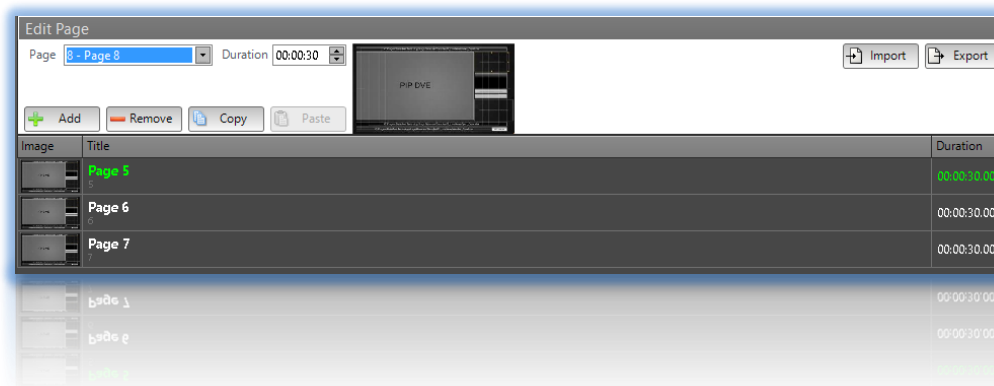 Edit Page
Page 8 - Page 8 Duration 00:00:30 Import Export
PIP DVE
Add Remove Copy Paste
Image Title Duration
Page 5 00:00:30.00
5
Page 6 00:00:30.00
6
Page 7 00:00:30.00
7